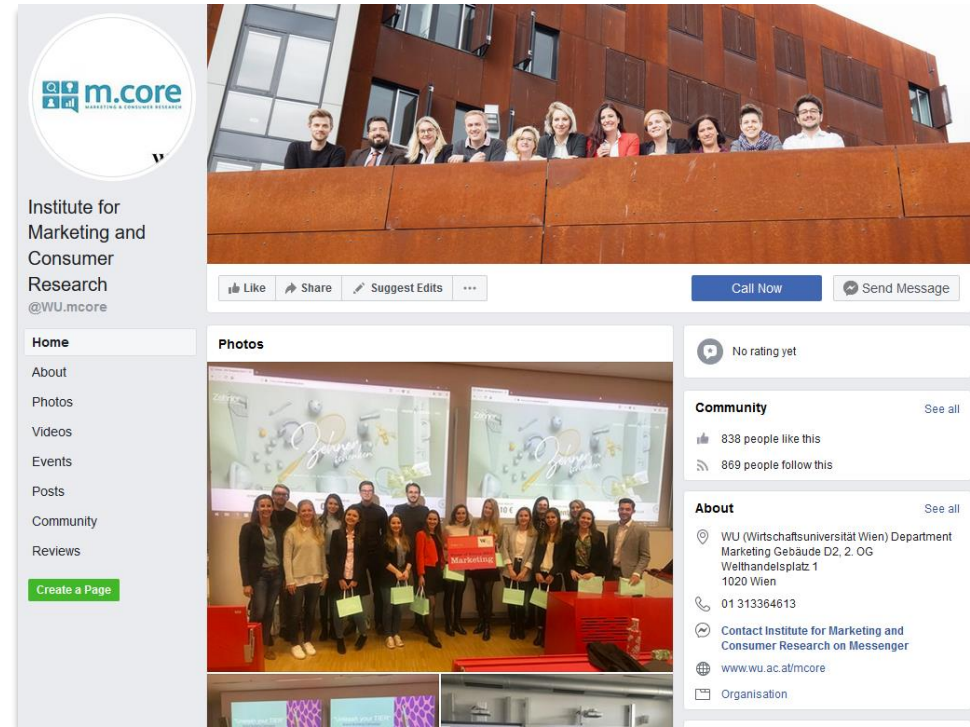 m.core
MARKETING & CONSUMER RESEARCH
W
Institute for
Marketing and
Consumer
Research
@WU.mcore
Home
About
Photos
Videos
Events
Posts
Community
Reviews
Create a Page
Like
Share
Suggest Edits
Call Now
Send Message
Photos
Zehner
Marketing
No rating yet
Community
See all
838 people like this
869 people follow this
About
See all
WU (Wirtschaftsuniversität Wien) Department
Marketing Gebäude D2, 2. OG
Welthandelsplatz 1
1020 Wien
01 313364613
Contact Institute for Marketing and
Consumer Research on Messenger
www.wu.ac.at/mcore
Organisation